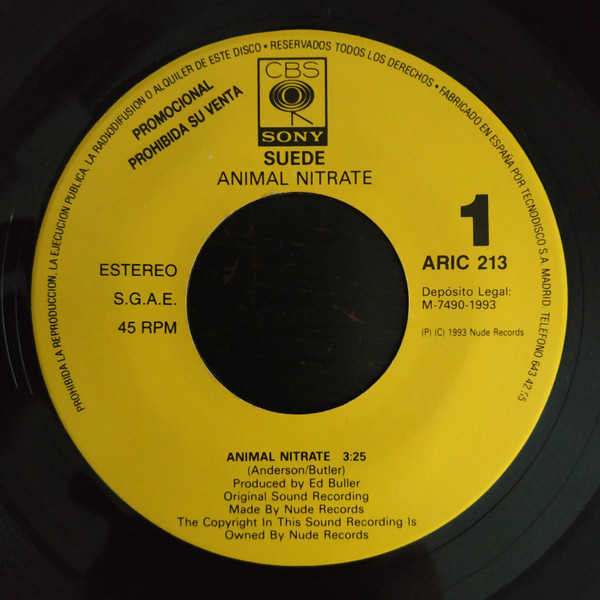 PROHIBIDA LA REPRODUCCION, LA EJECUCION PUBLICA, LA RADIODIFUSION O ALQUILER DE ESTE DISCO • RESERVADOS TODOS LOS DERECHOS • FABRICADO EN ESPAÑA POR TECNODISCO S.A. MADRID. TELEFONO 643 42 55
PROMOCIONAL
PROHIBIDA SU VENTA
CBS
SONY
SUEDE
ANIMAL NITRATE
1
ESTEREO
S.G.A.E.
45 RPM
ARIC 213
Depósito Legal:
M-7490-1993
(P) (C) 1993 Nude Records
ANIMAL NITRATE 3:25
(Anderson/Butler)
Produced by Ed Buller
Original Sound Recording
Made By Nude Records
The Copyright In This Sound Recording Is
Owned By Nude Records